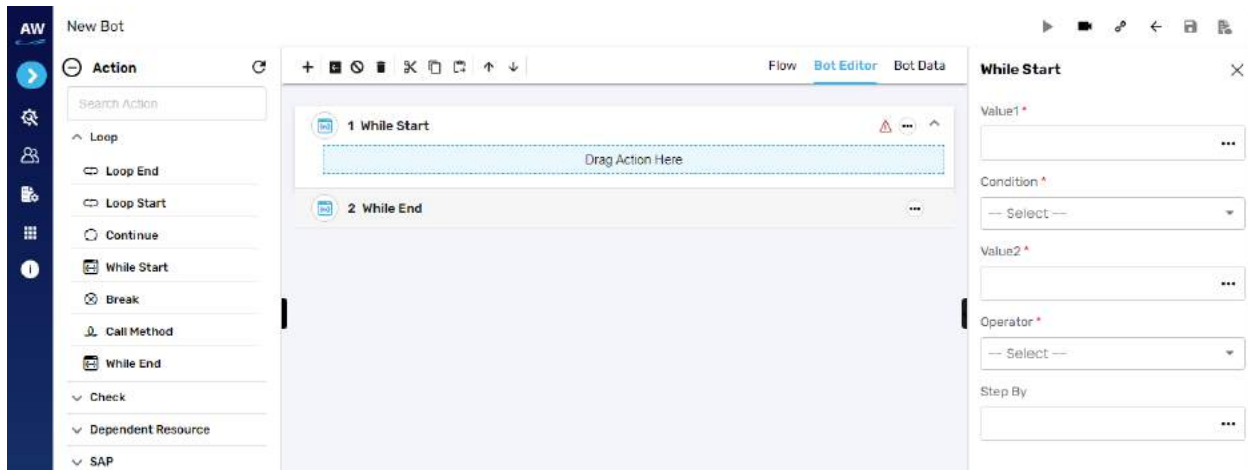 AW
New Bot
Action
Search Action
Loop
Loop End
Loop Start
Continue
While Start
Break
Call Method
While End
Check
Dependent Resource
SAP
Flow
Bot Editor
Bot Data
1 While Start
Drag Action Here
2 While End
While Start
Value1 *
Condition *
-- Select --
Value2 *
Operator *
-- Select --
Step By